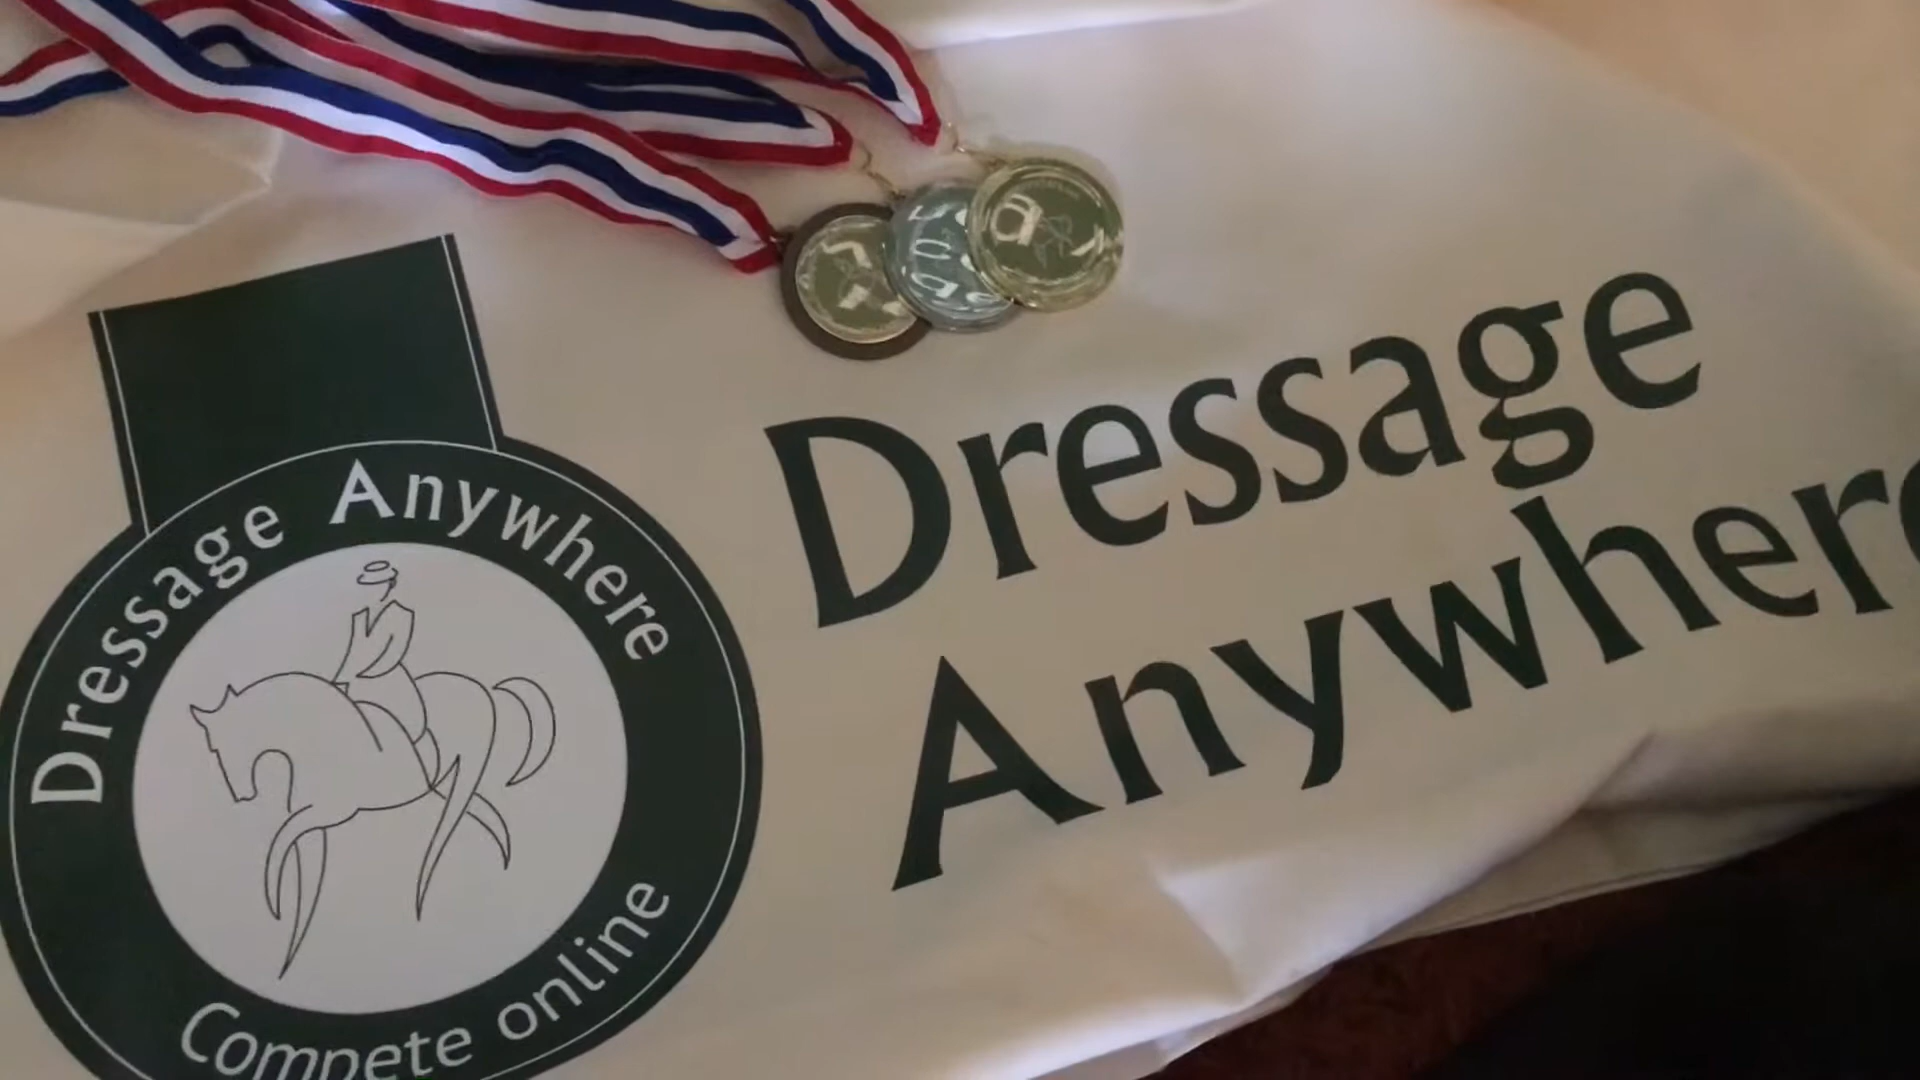 Dressage Anywhere
Compete online
Dressage
Anywhere